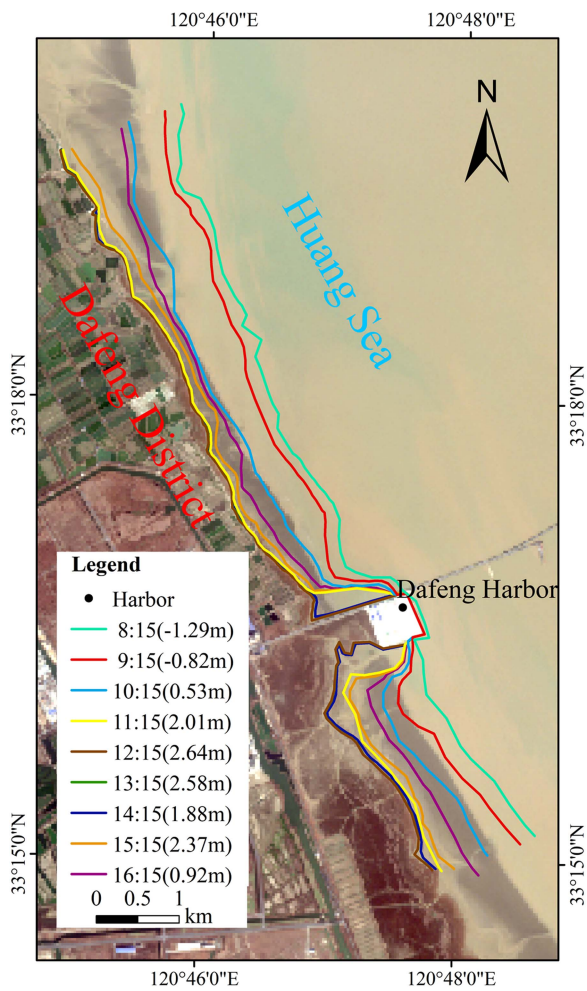 120°46'0"E
120°48'0"E
N
Huang Sea
Dafeng District
33°18'0"N
33°18'0"N
Legend
Harbor
8:15(-1.29m)
9:15(-0.82m)
10:15(0.53m)
11:15(2.01m)
12:15(2.64m)
13:15(2.58m)
14:15(1.88m)
15:15(2.37m)
16:15(0.92m)
0 0.5 1
km
Dafeng Harbor
33°15'0"N
33°15'0"N
120°46'0"E
120°48'0"E